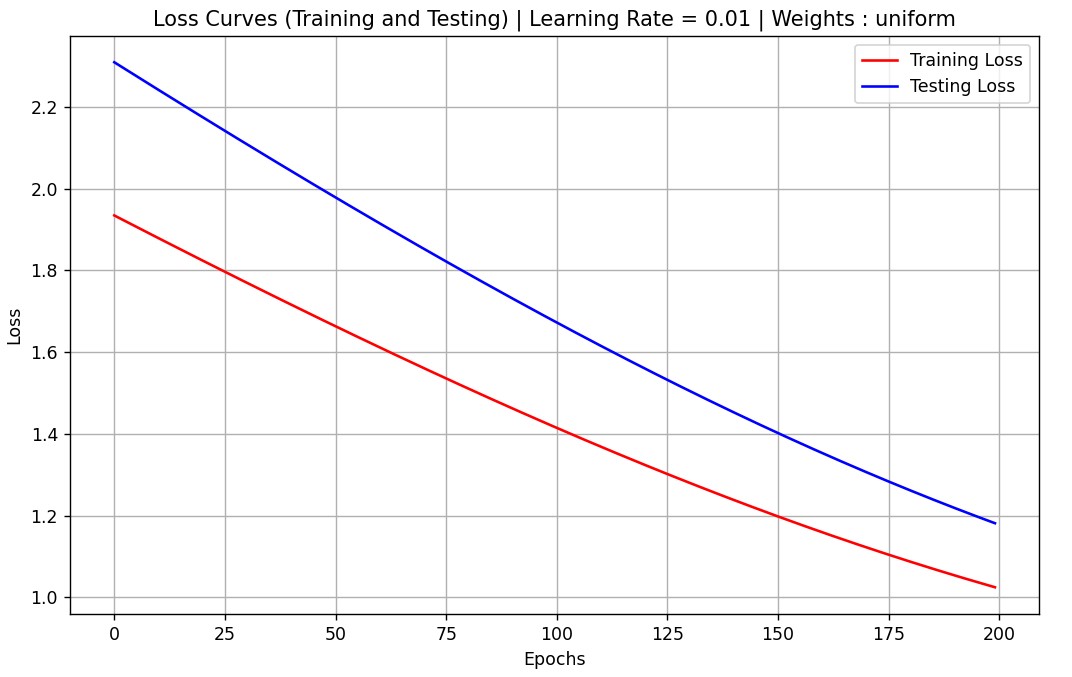 Loss Curves (Training and Testing) | Learning Rate = 0.01 | Weights : uniform
Training Loss
Testing Loss
2.2
2.0
1.8
1.6
1.4
1.2
1.0
Loss
0 25 50 75 100 125 150 175 200
Epochs